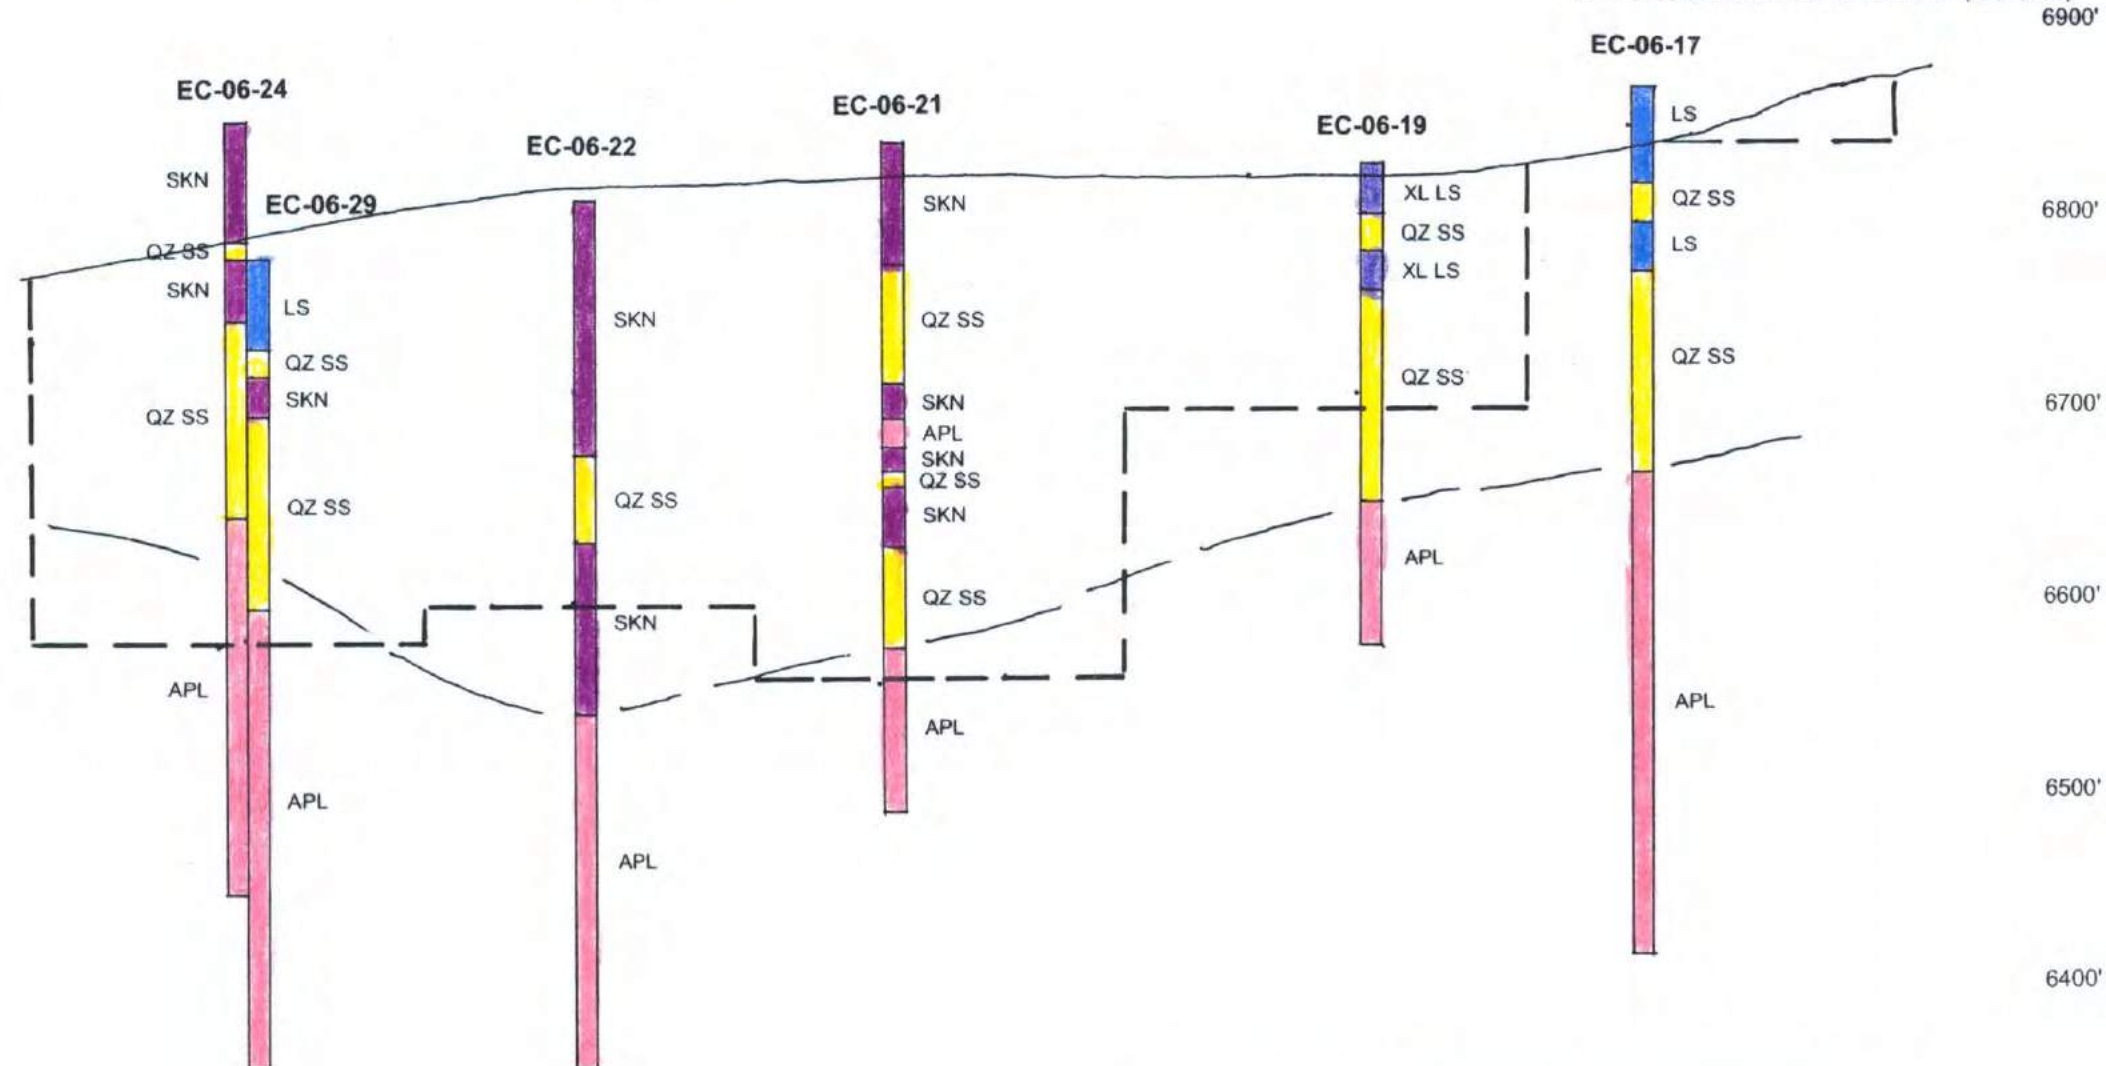 6900'
EC-06-17
EC-06-24
LS
EC-06-21
EC-06-19
EC-06-22
SKN
XL LS
QZ SS
EC-06-29
SKN
6800'
QZ SS
QZ SS
LS
SKN
XL LS
LS
SKN
QZ SS
QZ SS
QZ SS
QZ SS
SKN
SKN
6700'
QZ SS
APL
SKN
QZ SS
QZ SS
QZ SS
SKN
APL
6600'
QZ SS
SKN
APL
APL
APL
6500'
APL
APL
6400'